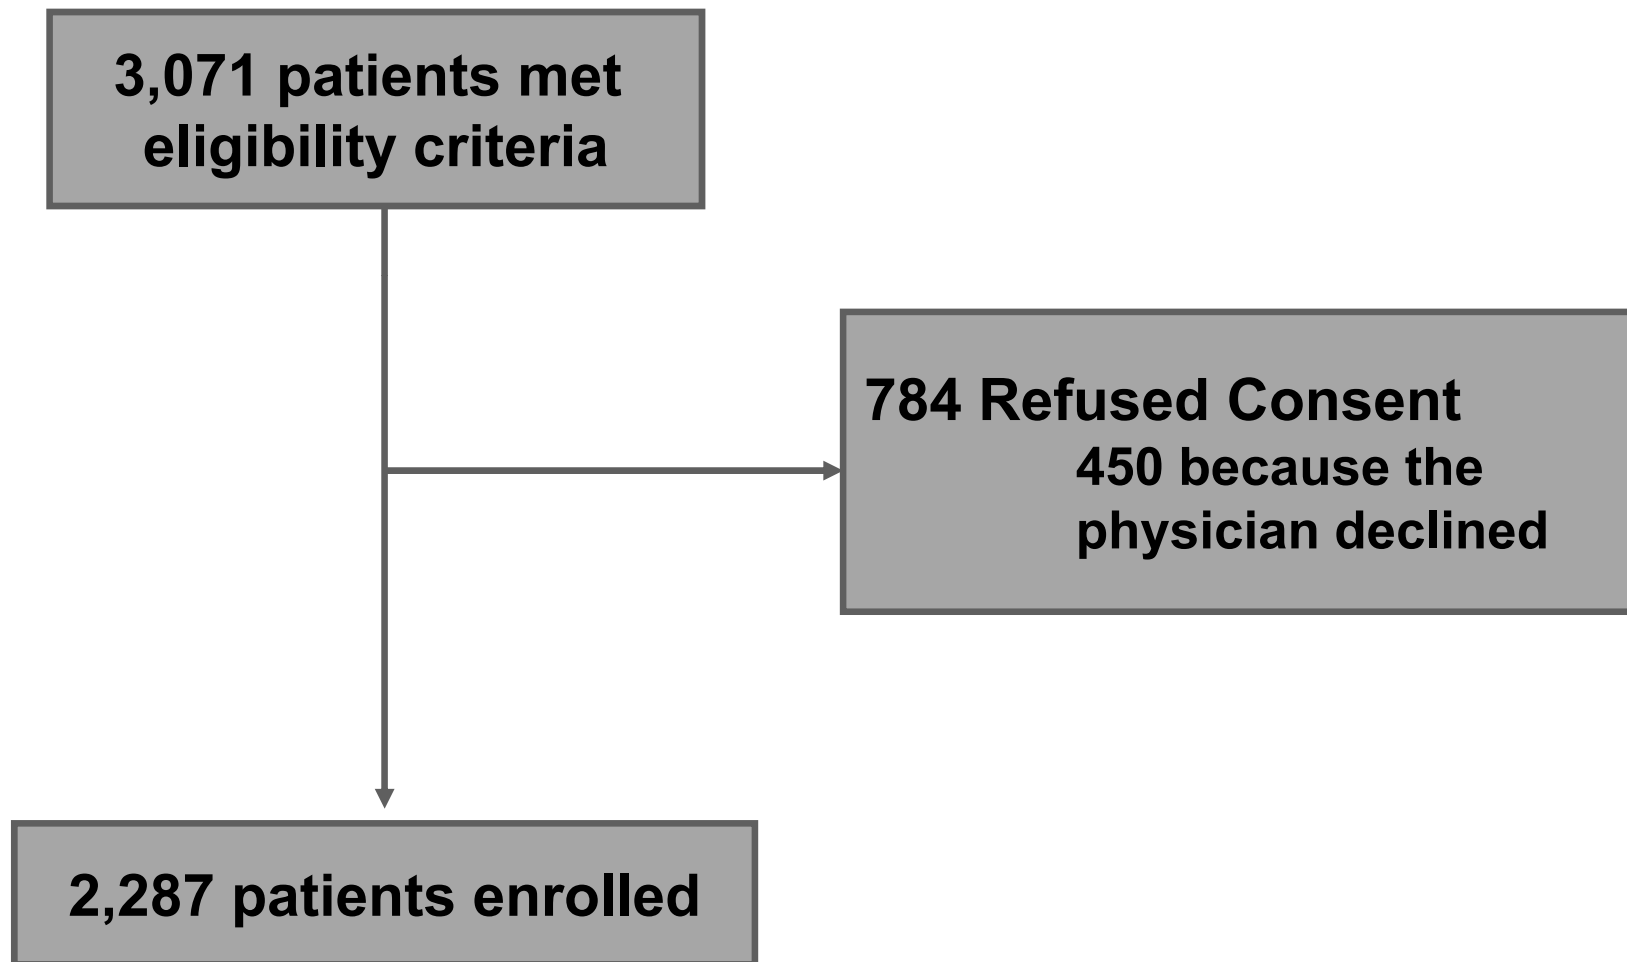 3,071 patients met
eligibility criteria
784 Refused Consent
450 because the
physician declined
2,287 patients enrolled